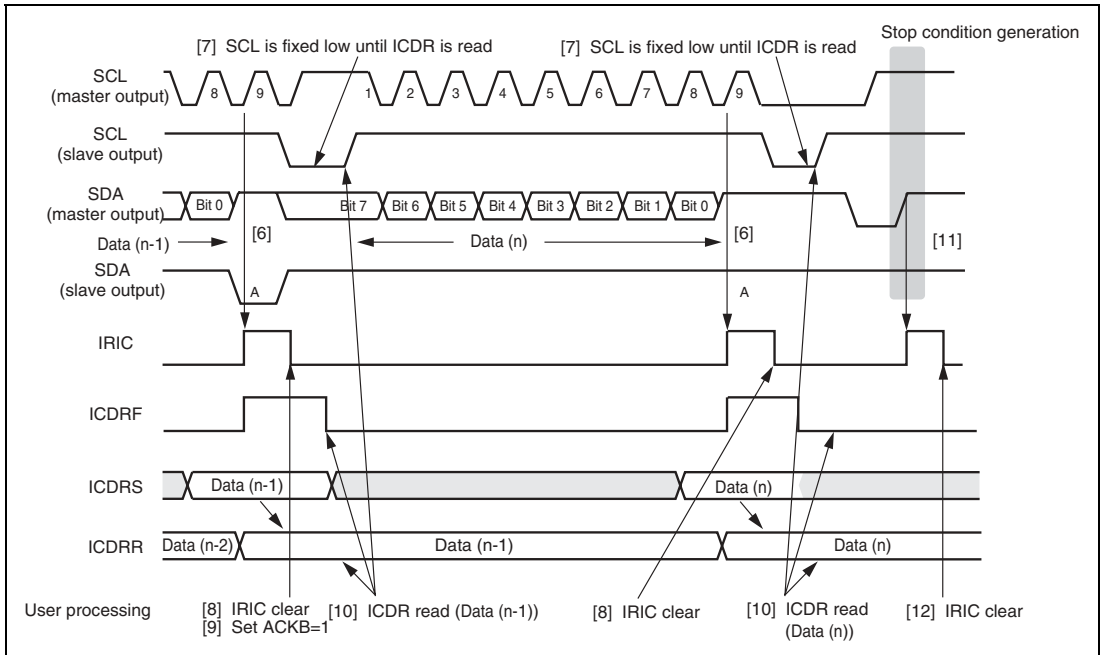 Stop condition generation
[7] SCL is fixed low until ICDR is read
[7] SCL is fixed low until ICDR is read
SCL
(master output)
8 9 1 2 3 4 5 6 7 8 9
SCL
(slave output)
SDA
(master output)
Bit 0 Bit 7 Bit 6 Bit 5 Bit 4 Bit 3 Bit 2 Bit 1 Bit 0
Data (n-1) [6] Data (n) [6] [11]
SDA
(slave output)
A A
IRIC
ICDRF
ICDRS
Data (n-1) Data (n)
ICDRR
Data (n-2) Data (n-1) Data (n)
User processing
[8] IRIC clear
[9] Set ACKB=1
[10] ICDR read (Data (n-1))
[8] IRIC clear
[10] ICDR read
(Data (n))
[12] IRIC clear